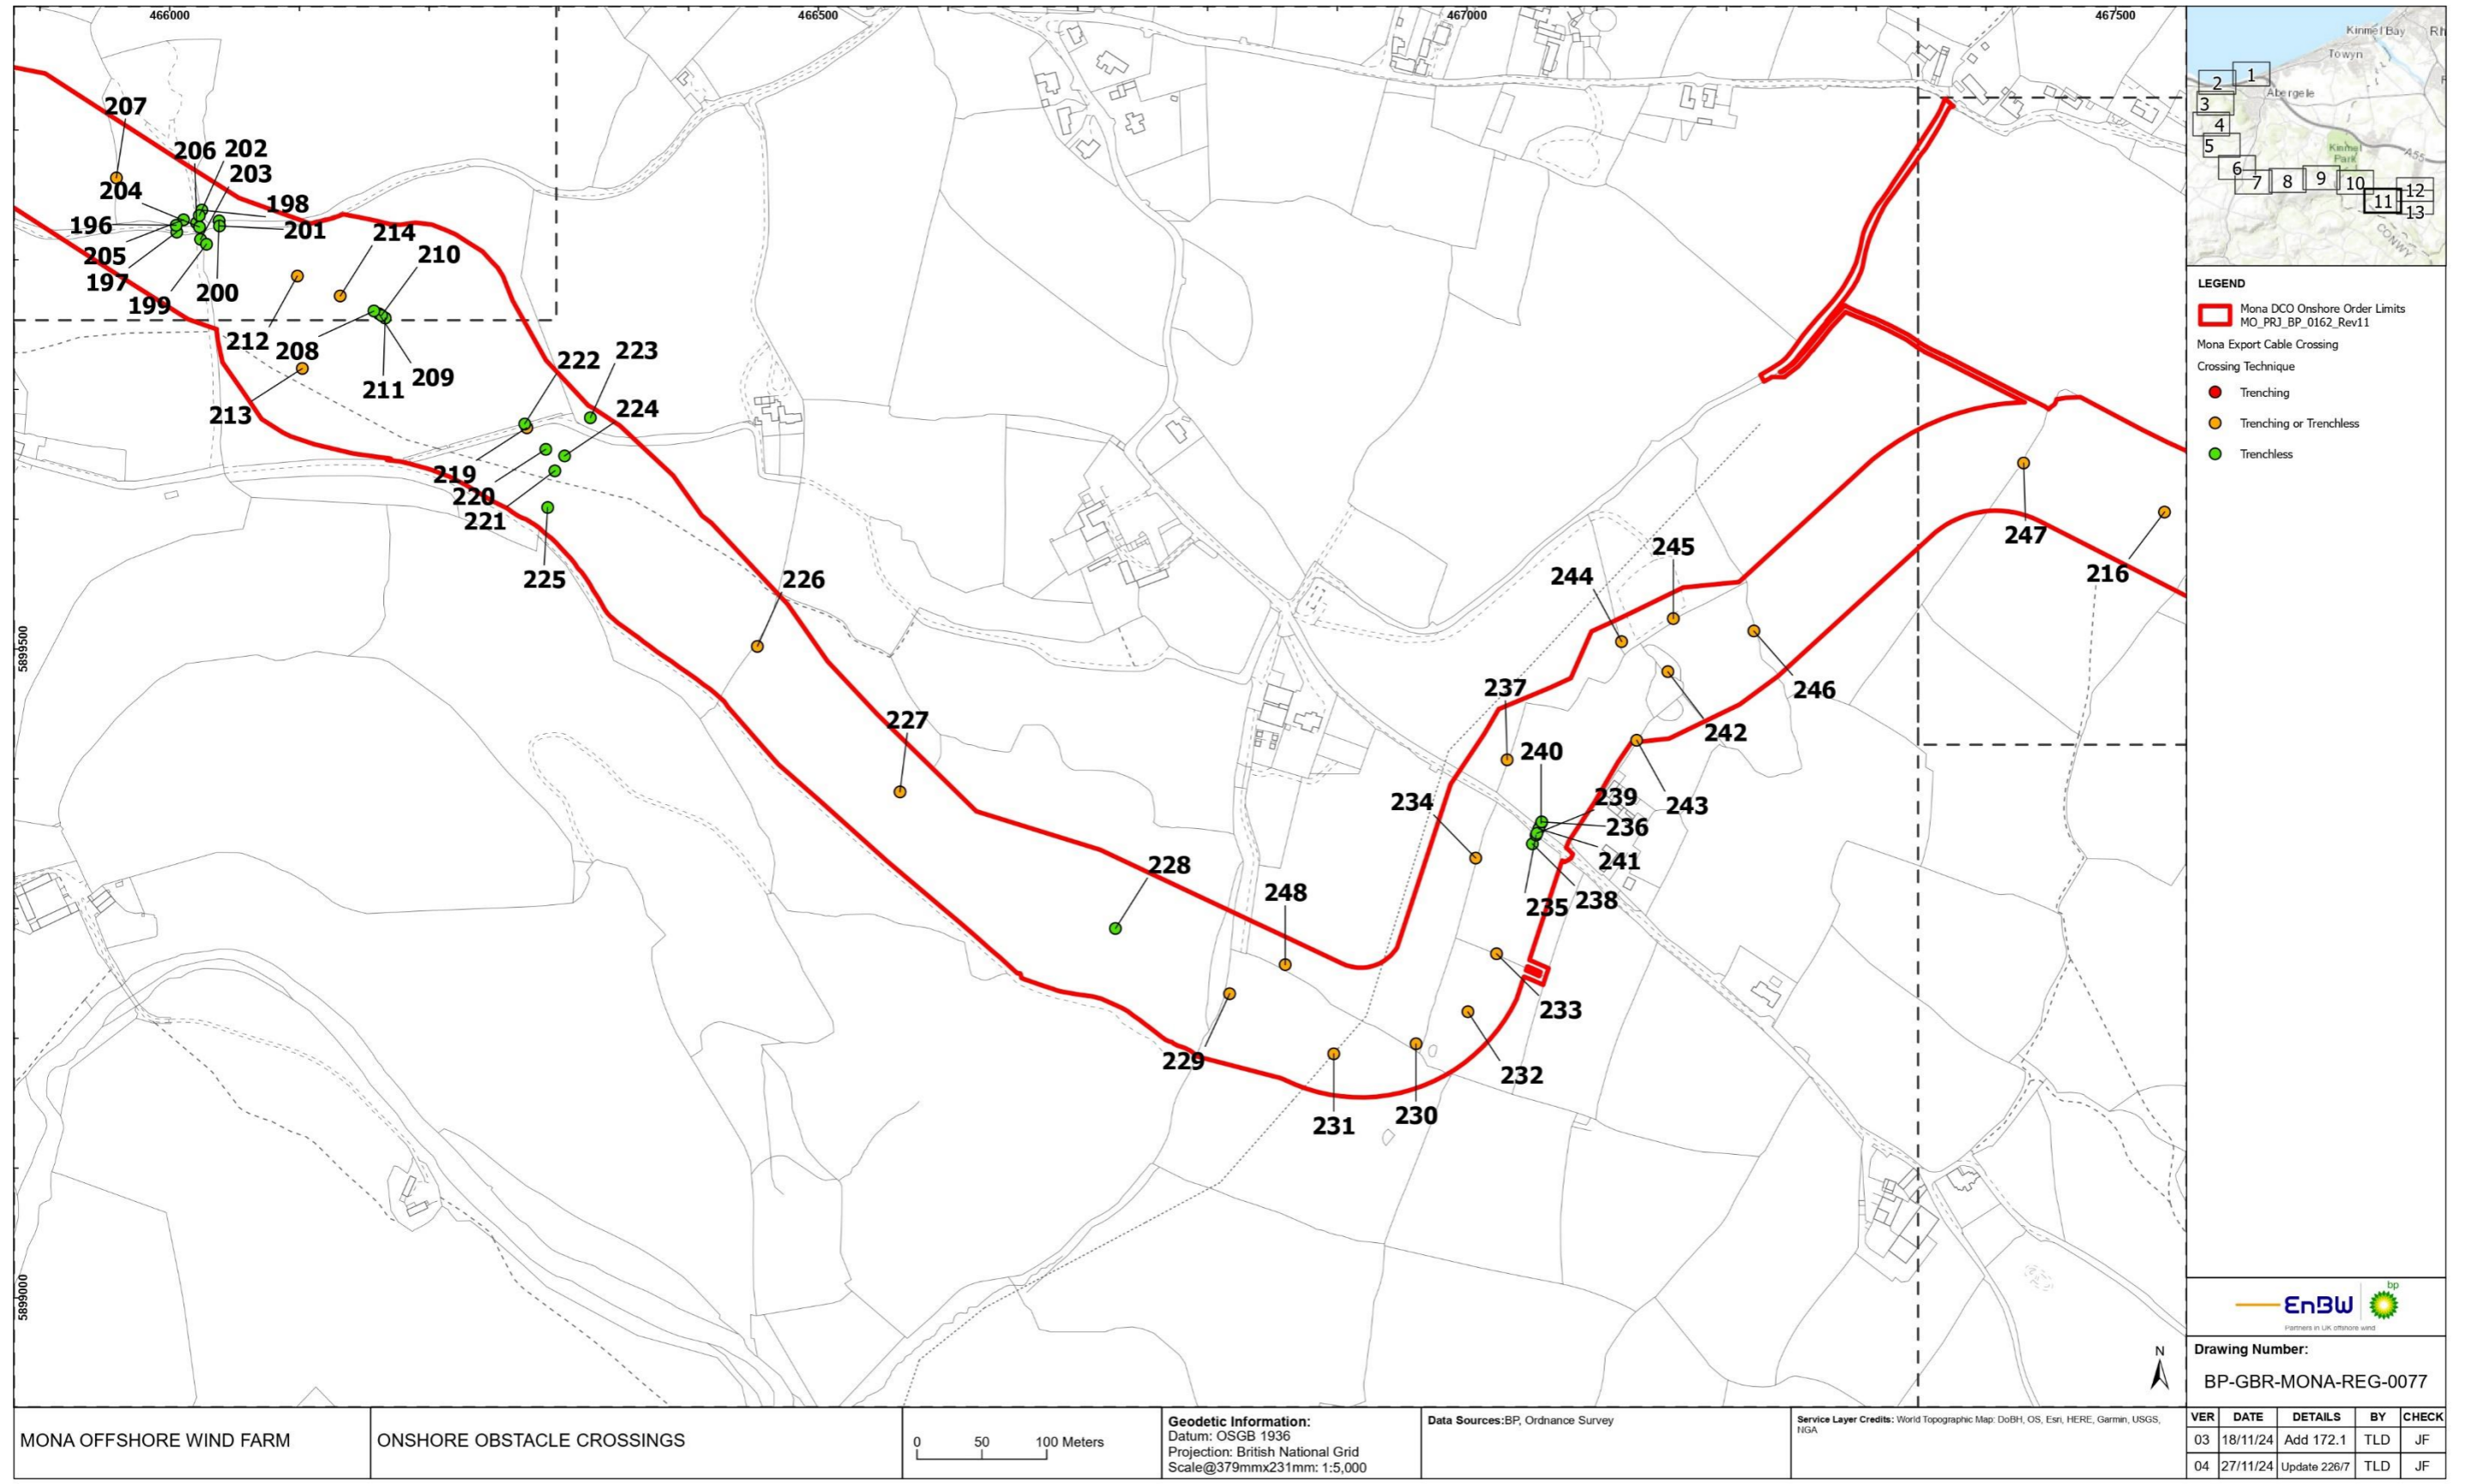 466000
466500
467000
467500
5899500
5899000
207
206
202
203
204
198
196
201
214
205
210
197
200
199
212
208
211
209
213
222
223
224
219
220
221
225
226
227
228
248
229
231
230
232
233
234
237
240
239
236
241
235
238
243
242
244
245
246
247
216
Kinmel Bay
Rh
Towyn
Abergele
Kinmel
Park
A55
CONWY
1
2
3
4
5
6
7
8
9
10
11
12
13
LEGEND
Mona DCO Onshore Order Limits
MO_PRJ_BP_0162_Rev11
Mona Export Cable Crossing
Crossing Technique
Trenching
Trenching or Trenchless
Trenchless
EnBW
bp
Partners in UK offshore wind
N
Drawing Number:
BP-GBR-MONA-REG-0077
MONA OFFSHORE WIND FARM
ONSHORE OBSTACLE CROSSINGS
0 50 100 Meters
Geodetic Information:
Datum: OSGB 1936
Projection: British National Grid
Scale@379mmx231mm: 1:5,000
Data Sources:BP, Ordnance Survey
Service Layer Credits: World Topographic Map: DoBH, OS, Esri, HERE, Garmin, USGS,
NGA
VER DATE DETAILS BY CHECK
03 18/11/24 Add 172.1 TLD JF
04 27/11/24 Update 226/7 TLD JF